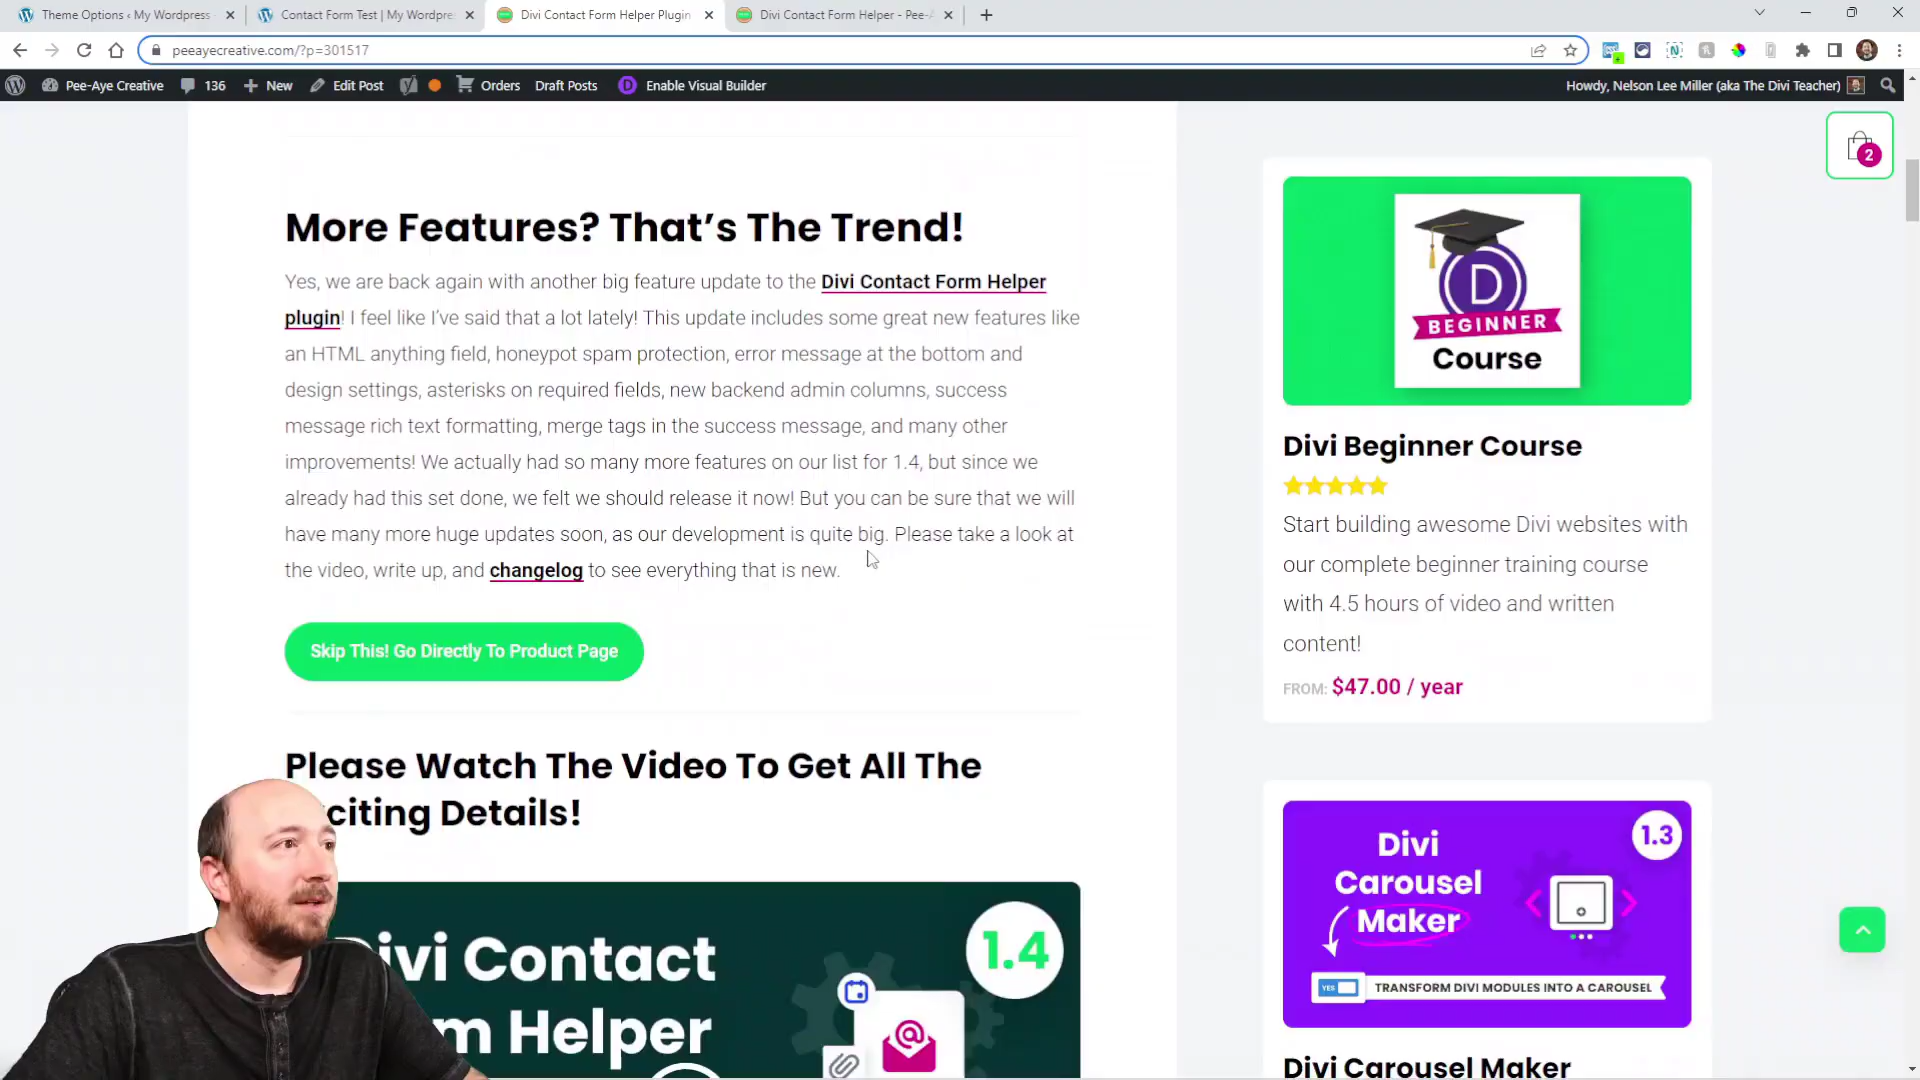 Theme Options ‹ My Wordpress
Contact Form Test | My Wordpre
Divi Contact Form Helper Plugin
Divi Contact Form Helper - Pee-A
peeayecreative.com/?p=301517
Pee-Aye Creative
136
New
Edit Post
Orders
Draft Posts
D
Enable Visual Builder
Howdy, Nelson Lee Miller (aka The Divi Teacher)
2
More Features? That’s The Trend!
Yes, we are back again with another big feature update to the Divi Contact Form Helper
plugin! I feel like I’ve said that a lot lately! This update includes some great new features like
an HTML anything field, honeypot spam protection, error message at the bottom and
design settings, asterisks on required fields, new backend admin columns, success
message rich text formatting, merge tags in the success message, and many other
improvements! We actually had so many more features on our list for 1.4, but since we
already had this set done, we felt we should release it now! But you can be sure that we will
have many more huge updates soon, as our development is quite big. Please take a look at
the video, write up, and changelog to see everything that is new.
Skip This! Go Directly To Product Page
Please Watch The Video To Get All The
citing Details!
ivi Contact
m Helper
1.4
D
BEGINNER
Course
Divi Beginner Course
Start building awesome Divi websites with
our complete beginner training course
with 4.5 hours of video and written
content!
FROM: $47.00 / year
1.3
Divi
Carousel
Maker
YES
TRANSFORM DIVI MODULES INTO A CAROUSEL
Divi Carousel Maker